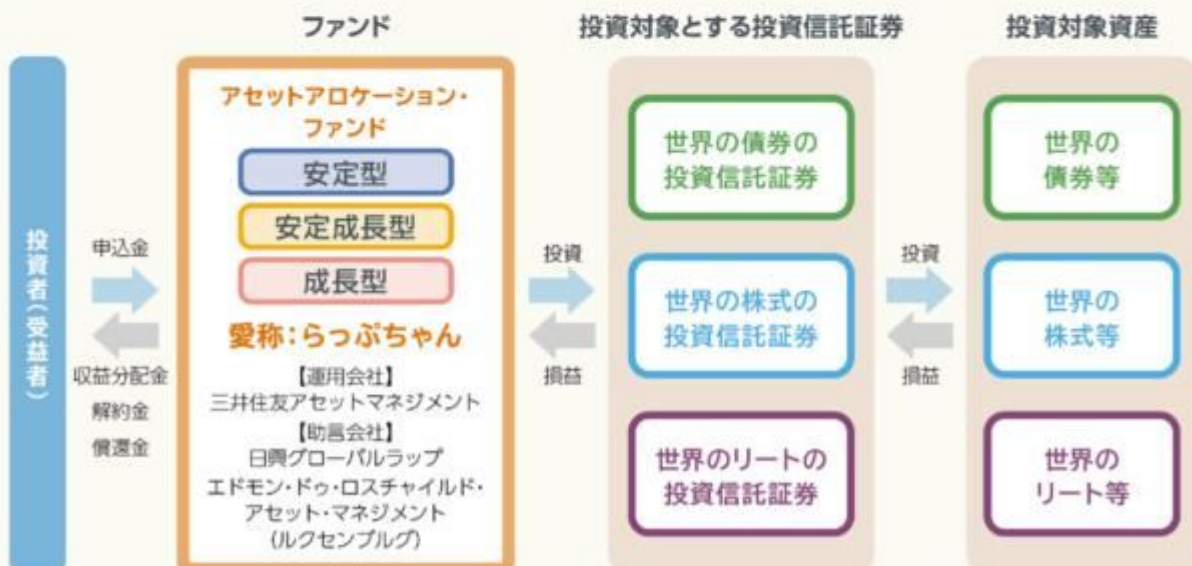 ファンド
投資対象とする投資信託証券
投資対象資産
投資者(受益者)
申込金
収益分配金
解約金
償還金
アセットアロケーション・
ファンド
安定型
安定成長型
成長型
愛称:らっぷちゃん
【運用会社】
三井住友アセットマネジメント
【助言会社】
日興グローバルラップ
エドモン・ドゥ・ロスチャイルド・
アセット・マネジメント
(ルクセンブルグ)
投資
損益
世界の債券の
投資信託証券
世界の株式の
投資信託証券
世界のリートの
投資信託証券
投資
損益
世界の
債券等
世界の
株式等
世界の
リート等